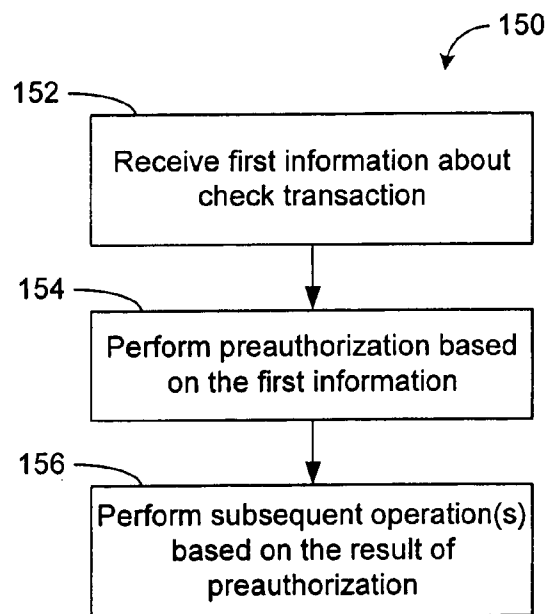 150
152
Receive first information about
check transaction
154
Perform preauthorization based
on the first information
156
Perform subsequent operation(s)
based on the result of
preauthorization